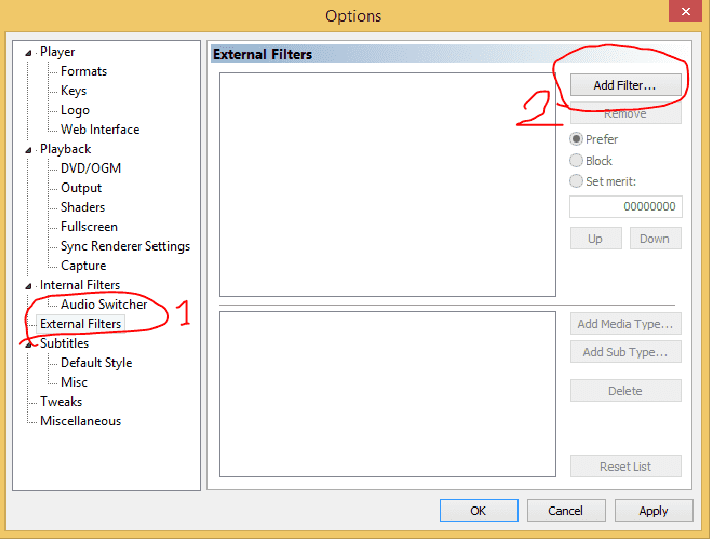 Options
Player
Formats
Keys
Logo
Web Interface
Playback
DVD/OGM
Output
Shaders
Fullscreen
Sync Renderer Settings
Capture
Internal Filters
Audio Switcher
External Filters
1
Subtitles
Default Style
Misc
Tweaks
Miscellaneous
External Filters
2
Add Filter...
Remove
Prefer
Block
Set merit:
00000000
Up Down
Add Media Type...
Add Sub Type...
Delete
Reset List
OK Cancel Apply